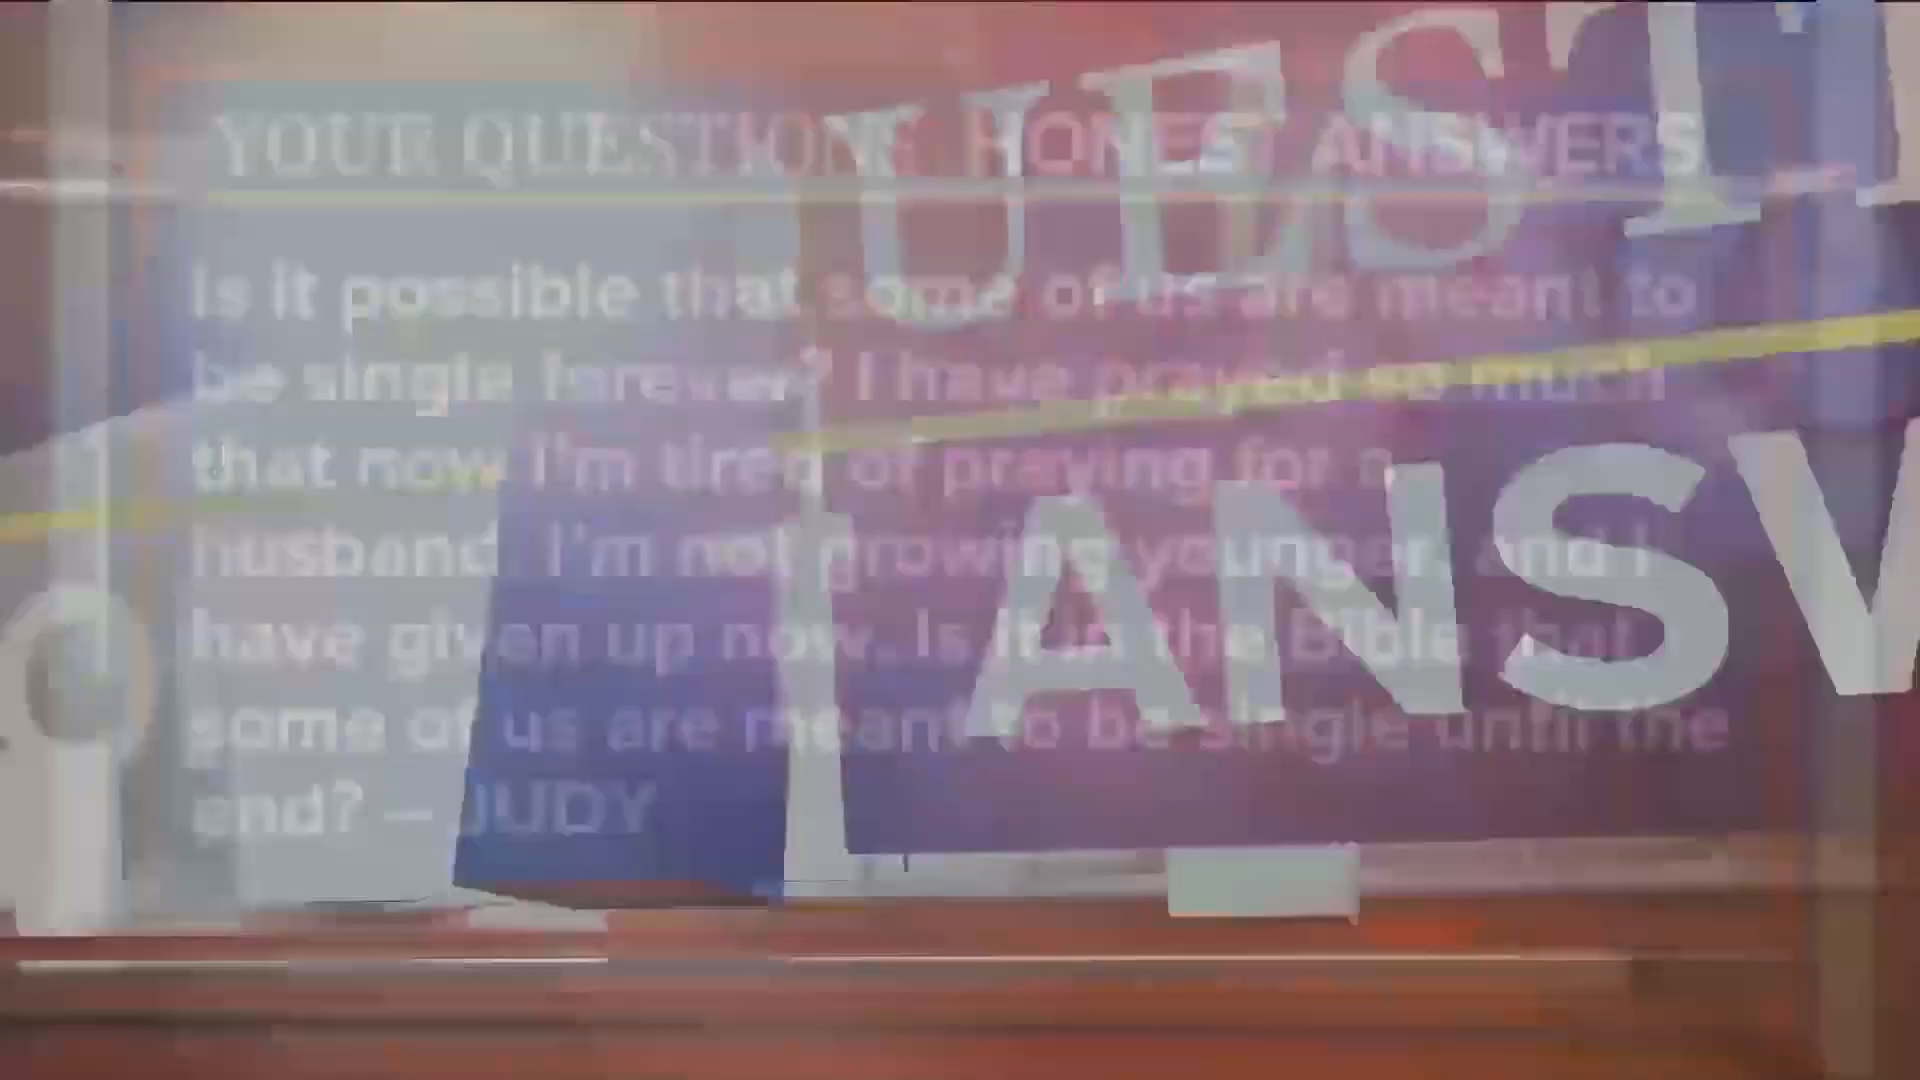 YOUR QUESTIONS HONEST ANSWERS
Is it possible that some of us are meant to
be single forever? I have prayed so much
that now I'm tired of praying for a
husband. I'm not growing younger, and I
have given up now. Is it in the Bible that
some of us are meant to be single until the
end? — JUDY
UESTI
ANSW